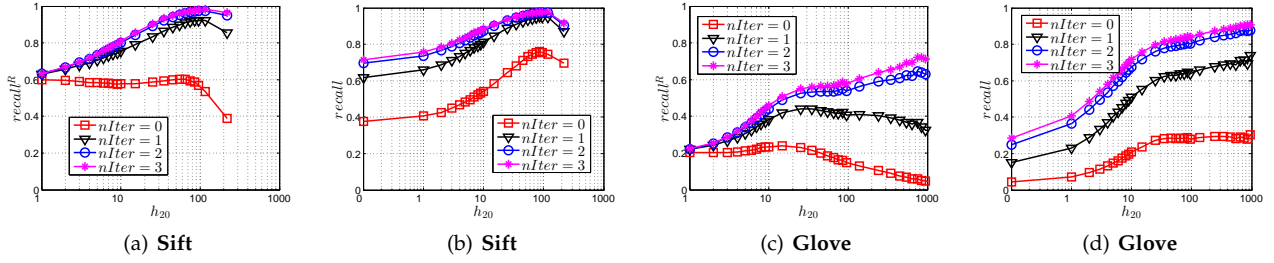 1
0.8
0.6
0.4
0.2
0
recall^R
nIter = 0
nIter = 1
nIter = 2
nIter = 3
1 10 100 1000
h_20
(a) Sift
1
0.8
0.6
0.4
0.2
0
recall
nIter = 0
nIter = 1
nIter = 2
nIter = 3
0 1 10 100 1000
h_20
(b) Sift
1
0.8
0.6
0.4
0.2
0
recall^R
nIter = 0
nIter = 1
nIter = 2
nIter = 3
1 10 100 1000
h_20
(c) Glove
1
0.8
0.6
0.4
0.2
0
recall
nIter = 0
nIter = 1
nIter = 2
nIter = 3
0 1 10 100 1000
h_20
(d) Glove